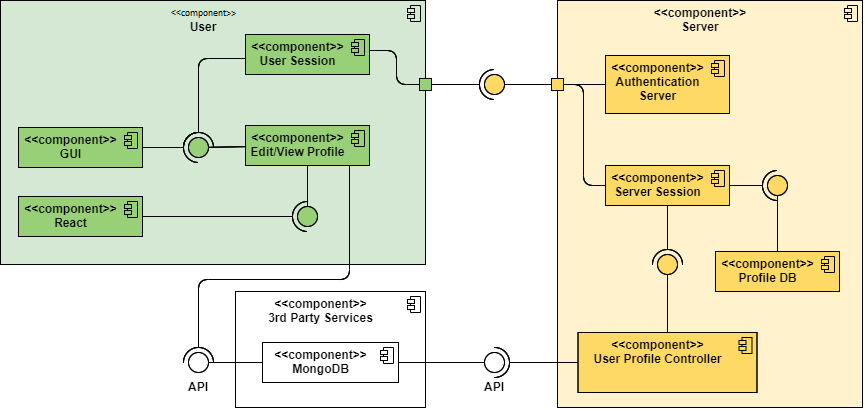 <<component>>
User
<<component>>
User Session
<<component>>
GUI
<<component>>
Edit/View Profile
<<component>>
React
<<component>>
3rd Party Services
<<component>>
MongoDB
API
API
<<component>>
Server
<<component>>
Authentication
Server
<<component>>
Server Session
<<component>>
Profile DB
<<component>>
User Profile Controller